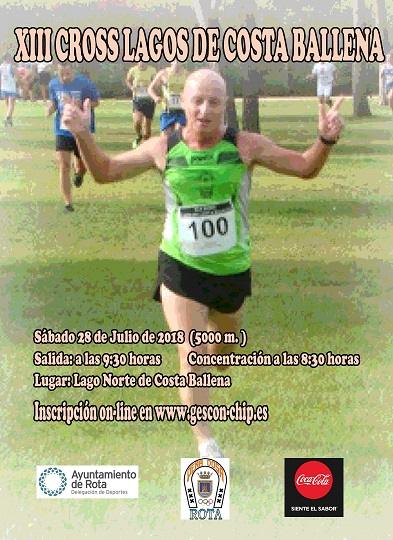 XIII CROSS LAGOS DE COSTA BALLENA
100
Sábado 28 de Julio de 2018 (5000 m. )
Salida: a las 9:30 horas Concentración a las 8:30 horas
Lugar: Lago Norte de Costa Ballena
Inscripción on-line en www.gescon-chip.es
Ayuntamiento
de Rota
Delegación de Deportes
ROTA
Coca-Cola
SIENTE EL SABOR